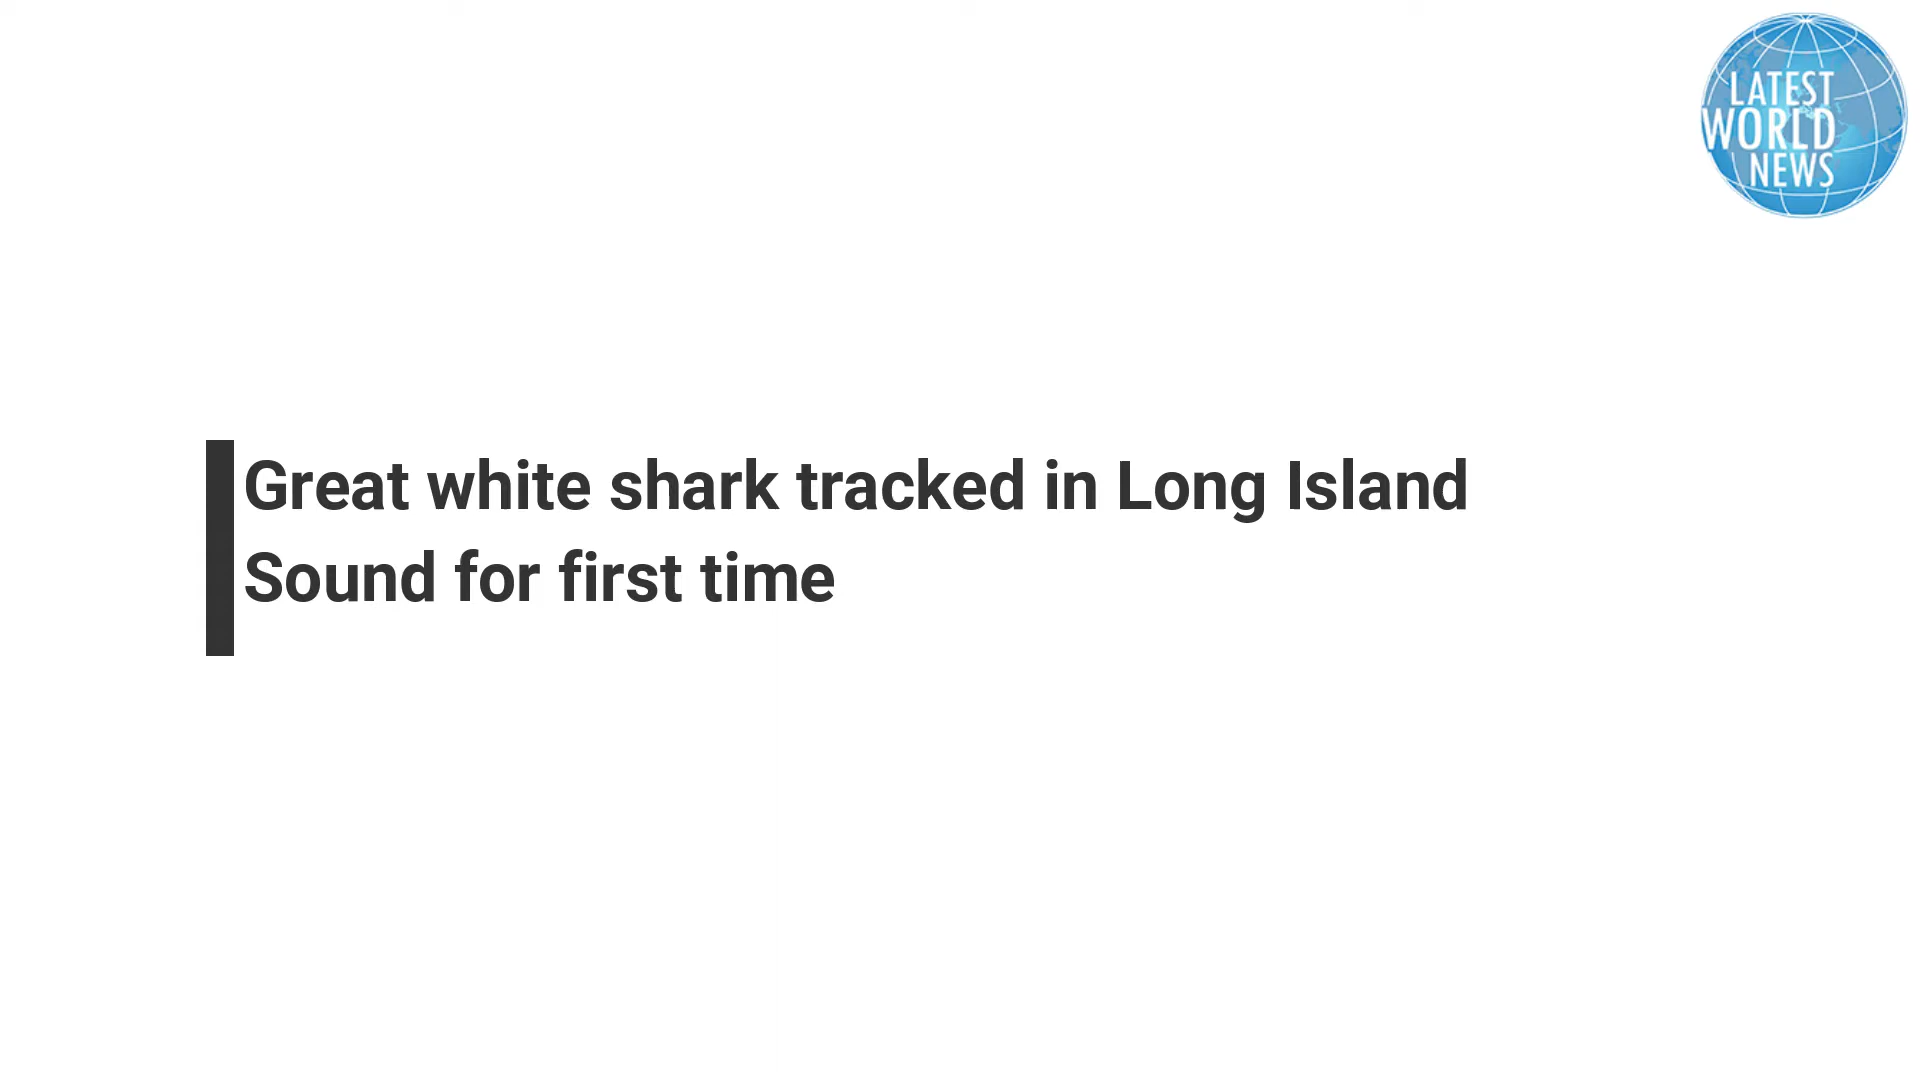 LATEST
WORLD
NEWS
Great white shark tracked in Long Island
Sound for first time